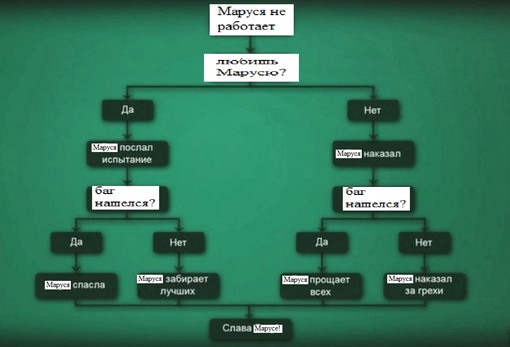 Маруся не
работает
любишь
Марусю?
Да
Нет
Маруся послал
испытание
Маруся наказал
баг
нашелся?
баг
нашелся?
Да
Нет
Да
Нет
Маруся спасла
Маруся забирает
лучших
Маруся прощает
всех
Маруся наказал
за грехи
Слава Марусе!